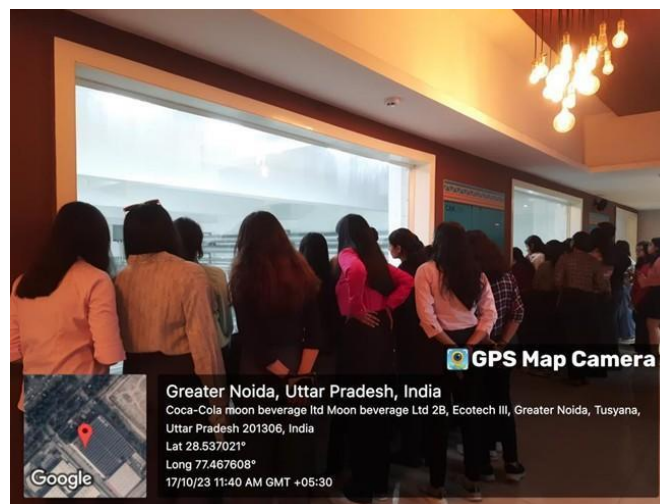 GPS Map Camera
Greater Noida, Uttar Pradesh, India
Coca-Cola moon beverage ltd Moon beverage Ltd 2B, Ecotech III, Greater Noida, Tusyana,
Uttar Pradesh 201306, India
Lat 28.537021°
Long 77.467608°
17/10/23 11:40 AM GMT +05:30
Google